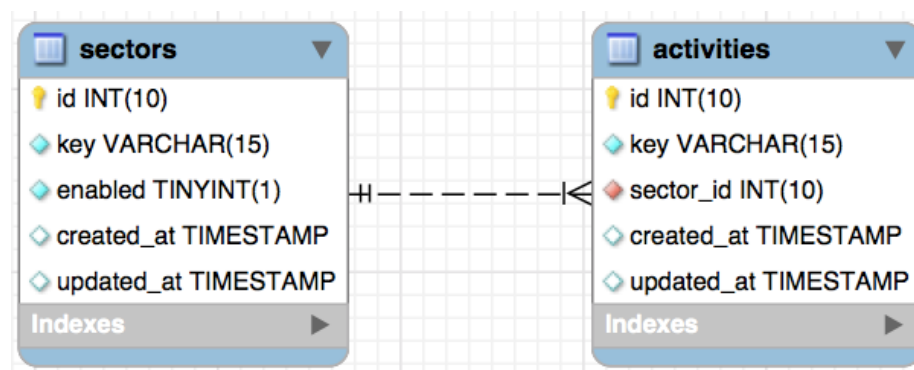 sectors
id INT(10)
key VARCHAR(15)
enabled TINYINT(1)
created_at TIMESTAMP
updated_at TIMESTAMP
Indexes
activities
id INT(10)
key VARCHAR(15)
sector_id INT(10)
created_at TIMESTAMP
updated_at TIMESTAMP
Indexes